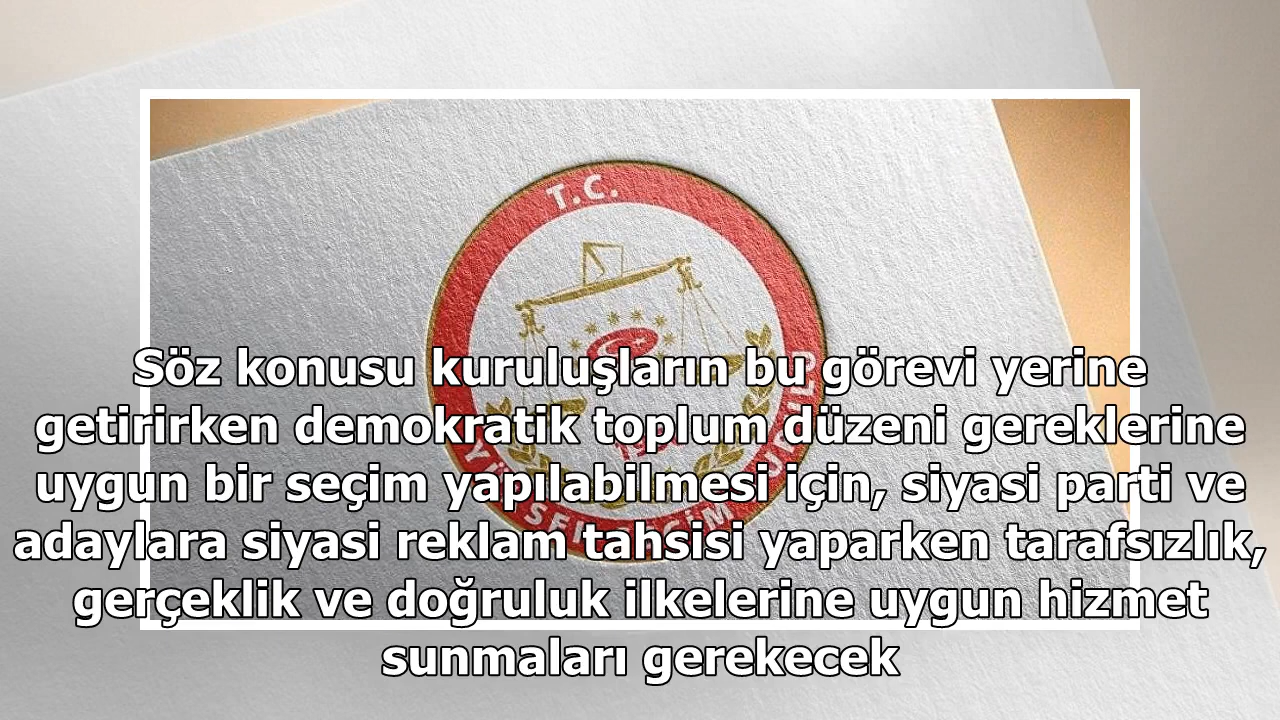 T.C.
Söz konusu kuruluşların bu görevi yerine
getirirken demokratik toplum düzeni gereklerine
uygun bir seçim yapılabilmesi için, siyasi parti ve
adaylara siyasi reklam tahsisi yaparken tarafsızlık,
gerçeklik ve doğruluk ilkelerine uygun hizmet
sunmaları gerekecek